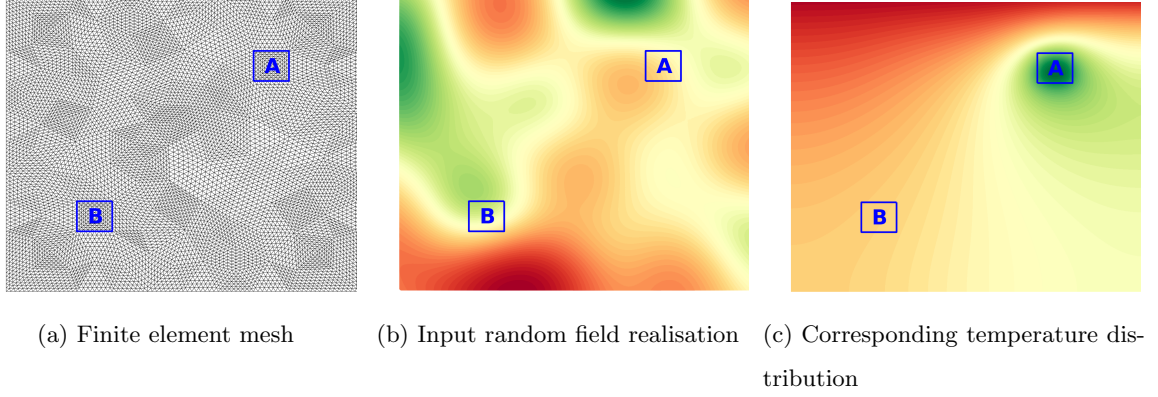 A
A
A
B
B
B
(a) Finite element mesh
(b) Input random field realisation
(c) Corresponding temperature dis-
tribution